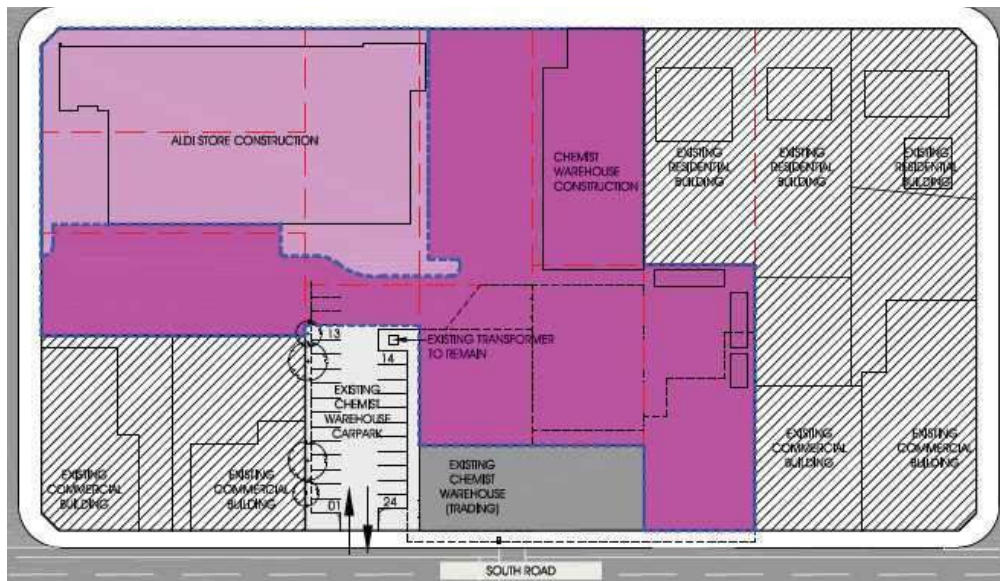 ALDI STORE CONSTRUCTION
CHEMIST
WAREHOUSE
CONSTRUCTION
EXISTING
RESIDENTIAL
BUILDING
EXISTING
RESIDENTIAL
BUILDING
EXISTING
RESIDENTIAL
BUILDING
13
14
EXISTING TRANSFORMER
TO REMAIN
EXISTING
CHEMIST
WAREHOUSE
CARPARK
01
24
EXISTING
COMMERCIAL
BUILDING
EXISTING
COMMERCIAL
BUILDING
EXISTING
CHEMIST
WAREHOUSE
(TRADING)
EXISTING
COMMERCIAL
BUILDING
EXISTING
COMMERCIAL
BUILDING
SOUTH ROAD